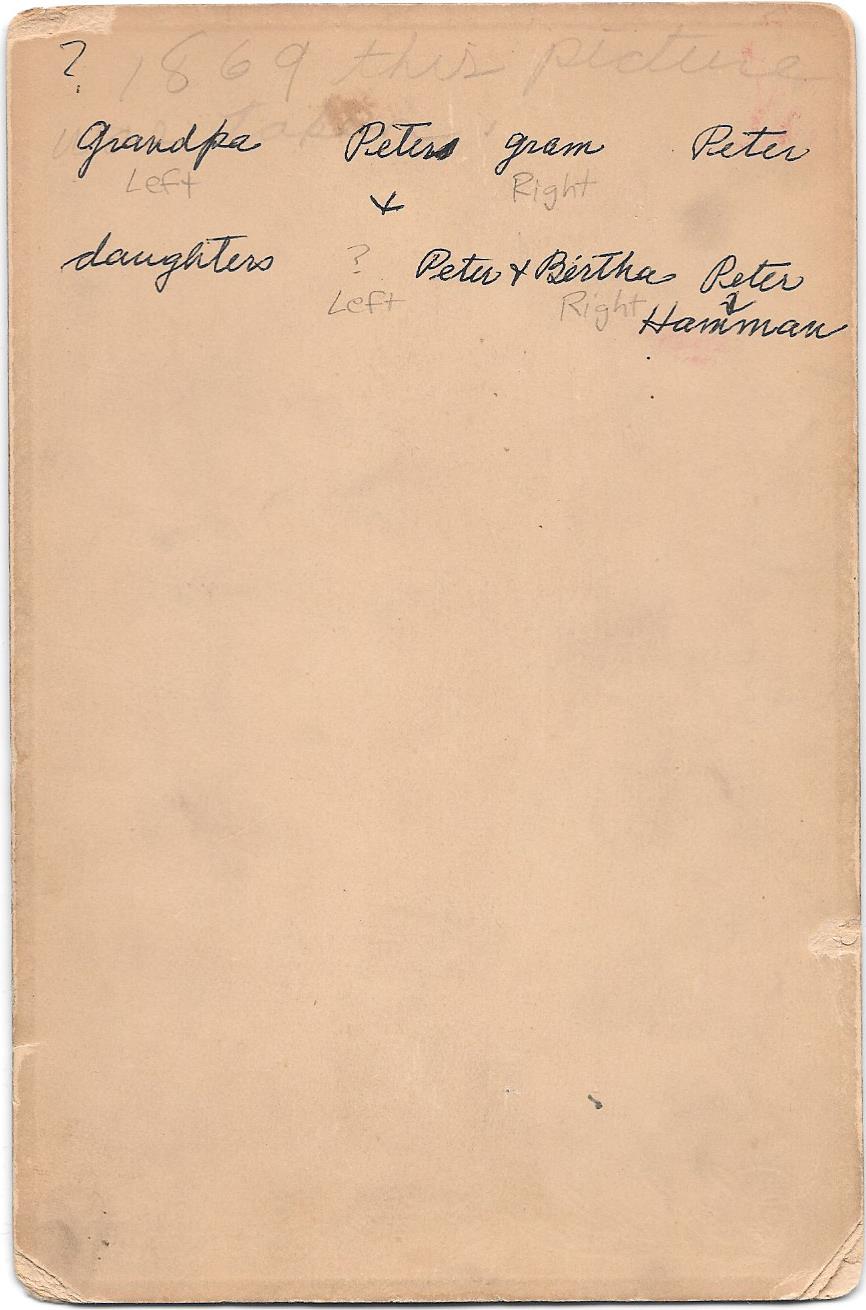 ? 1869 this picture
was taken
Grandpa Peters gram Peter
Left Right
&
daughters ? Peter & Bertha Peter
Left Right Hamman